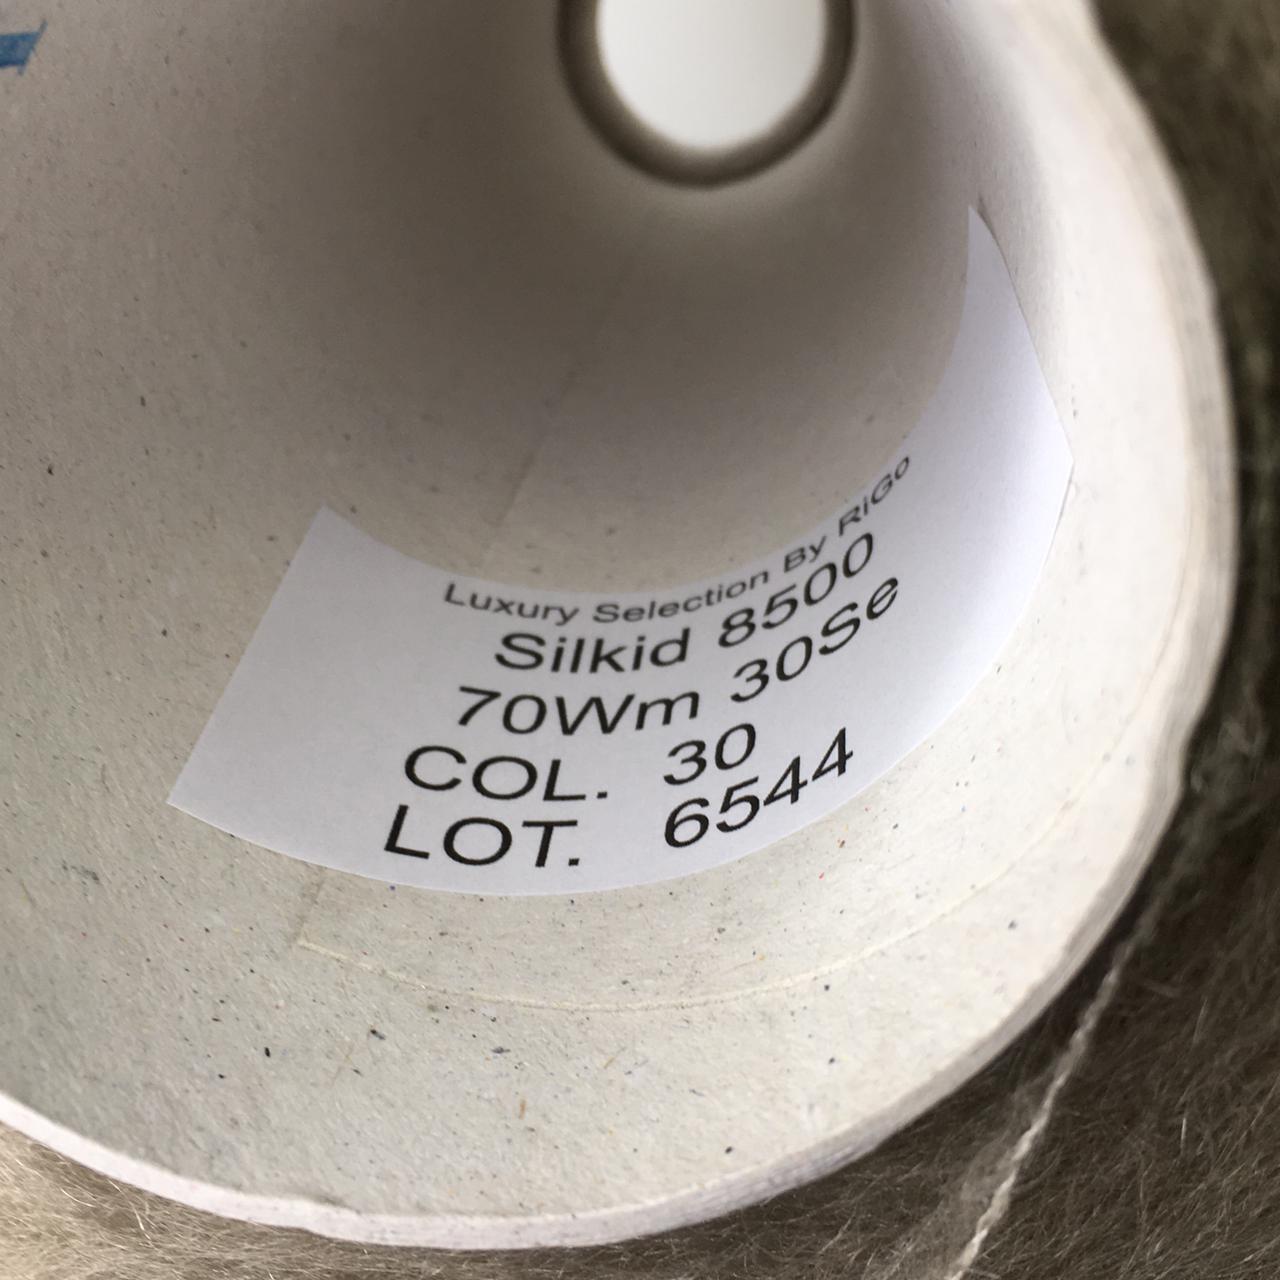 Luxury Selection By RiGo
Silkid 8500
70Wm 30Se
COL. 30
LOT. 6544